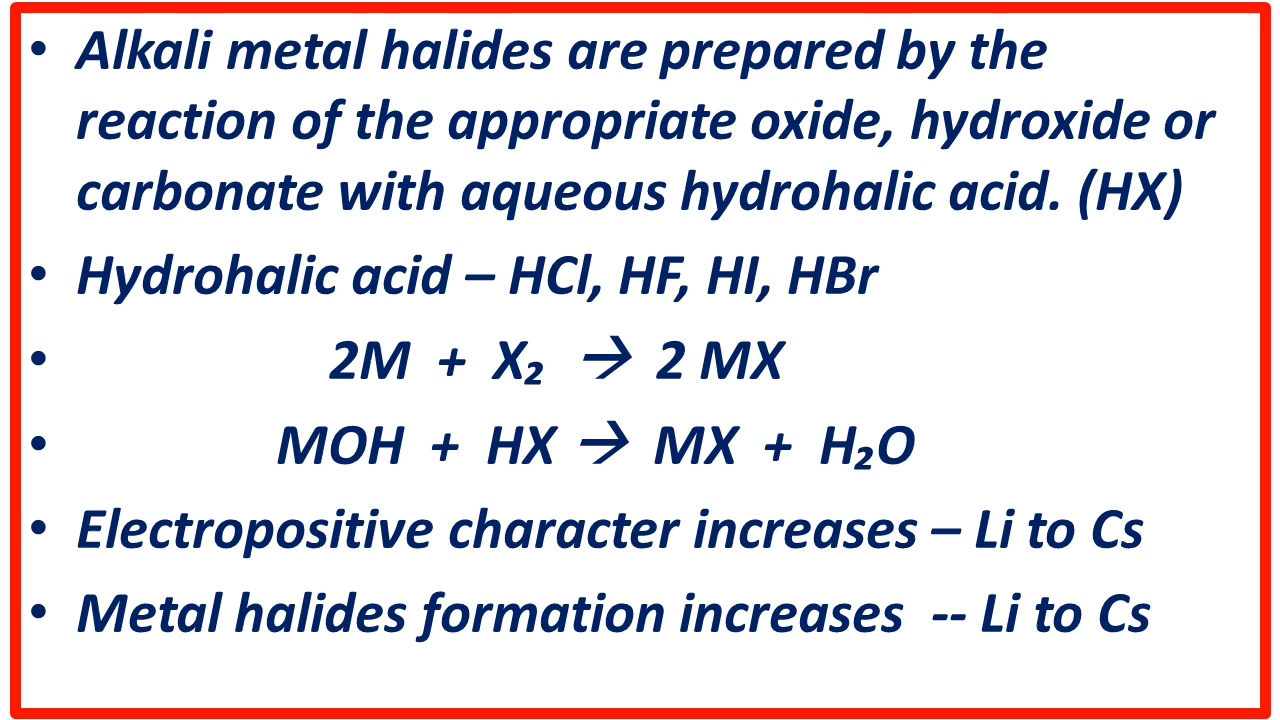 • Alkali metal halides are prepared by the
reaction of the appropriate oxide, hydroxide or
carbonate with aqueous hydrohalic acid. (HX)
• Hydrohalic acid – HCl, HF, HI, HBr
• 2M + X₂ → 2 MX
• MOH + HX → MX + H₂O
• Electropositive character increases – Li to Cs
• Metal halides formation increases -- Li to Cs